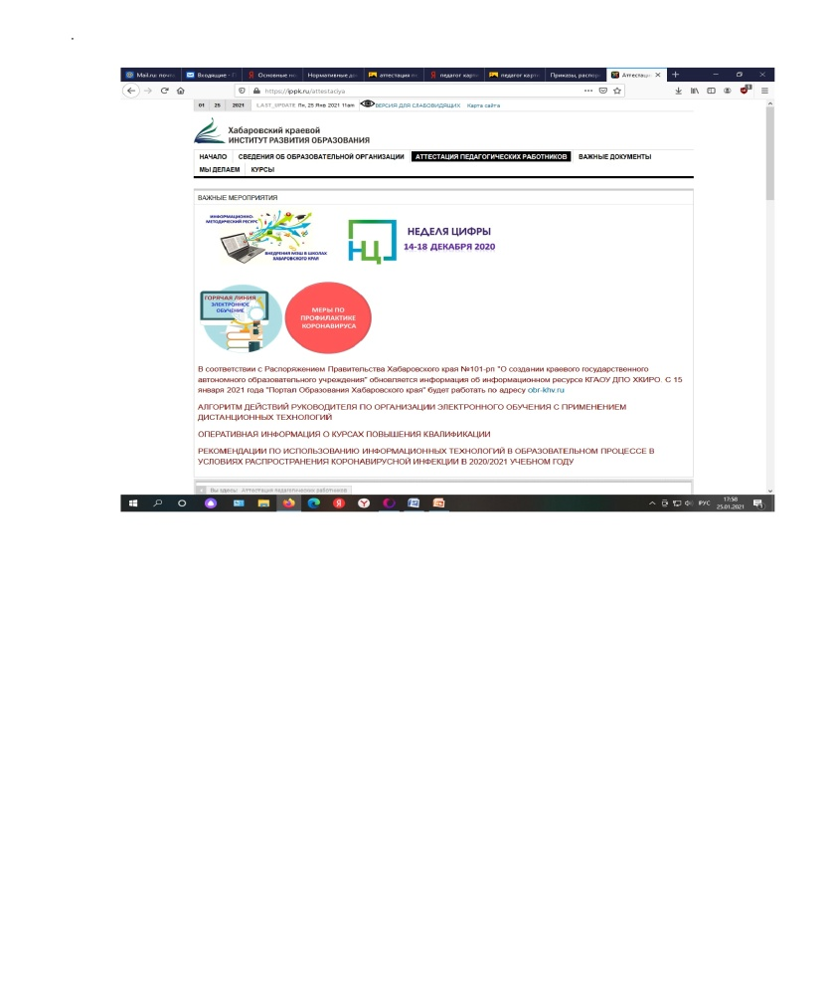 .
Mail.ru: почта
Входящие – П
Основные но
Нормативные до
аттестация п
педагог карт
педагог карт
Приказы, распор
Аттестаци
https://ippk.ru/attestaciya
01 25 2021 LAST_UPDATE Пн, 25 Янв 2021 11am ВЕРСИЯ ДЛЯ СЛАБОВИДЯЩИХ Карта сайта
Хабаровский краевой
ИНСТИТУТ РАЗВИТИЯ ОБРАЗОВАНИЯ
НАЧАЛО СВЕДЕНИЯ ОБ ОБРАЗОВАТЕЛЬНОЙ ОРГАНИЗАЦИИ АТТЕСТАЦИЯ ПЕДАГОГИЧЕСКИХ РАБОТНИКОВ ВАЖНЫЕ ДОКУМЕНТЫ
МЫ ДЕЛАЕМ КУРСЫ
ВАЖНЫЕ МЕРОПРИЯТИЯ
ИНФОРМАЦИОННО-
МЕТОДИЧЕСКИЙ РЕСУРС
ВНЕДРЕНИЯ МЭШ В ШКОЛАХ
ХАБАРОВСКОГО КРАЯ
НЦ
НЕДЕЛЯ ЦИФРЫ
14-18 ДЕКАБРЯ 2020
ГОРЯЧАЯ ЛИНИЯ
ЭЛЕКТРОННОЕ
ОБУЧЕНИЕ
МЕРЫ ПО
ПРОФИЛАКТИКЕ
КОРОНАВИРУСА
В соответствии с Распоряжением Правительства Хабаровского края №101-рп "О создании краевого государственного
автономного образовательного учреждения" обновляется информация об информационном ресурсе КГАОУ ДПО ХКИРО. С 15
января 2021 года "Портал Образования Хабаровского края" будет работать по адресу obr-khv.ru
АЛГОРИТМ ДЕЙСТВИЙ РУКОВОДИТЕЛЯ ПО ОРГАНИЗАЦИИ ЭЛЕКТРОННОГО ОБУЧЕНИЯ С ПРИМЕНЕНИЕМ
ДИСТАНЦИОННЫХ ТЕХНОЛОГИЙ
ОПЕРАТИВНАЯ ИНФОРМАЦИЯ О КУРСАХ ПОВЫШЕНИЯ КВАЛИФИКАЦИИ
РЕКОМЕНДАЦИИ ПО ИСПОЛЬЗОВАНИЮ ИНФОРМАЦИОННЫХ ТЕХНОЛОГИЙ В ОБРАЗОВАТЕЛЬНОМ ПРОЦЕССЕ В
УСЛОВИЯХ РАСПРОСТРАНЕНИЯ КОРОНАВИРУСНОЙ ИНФЕКЦИИ В 2020/2021 УЧЕБНОМ ГОДУ
Вы здесь: Аттестация педагогических работников
РУС 17:58
25.01.2021